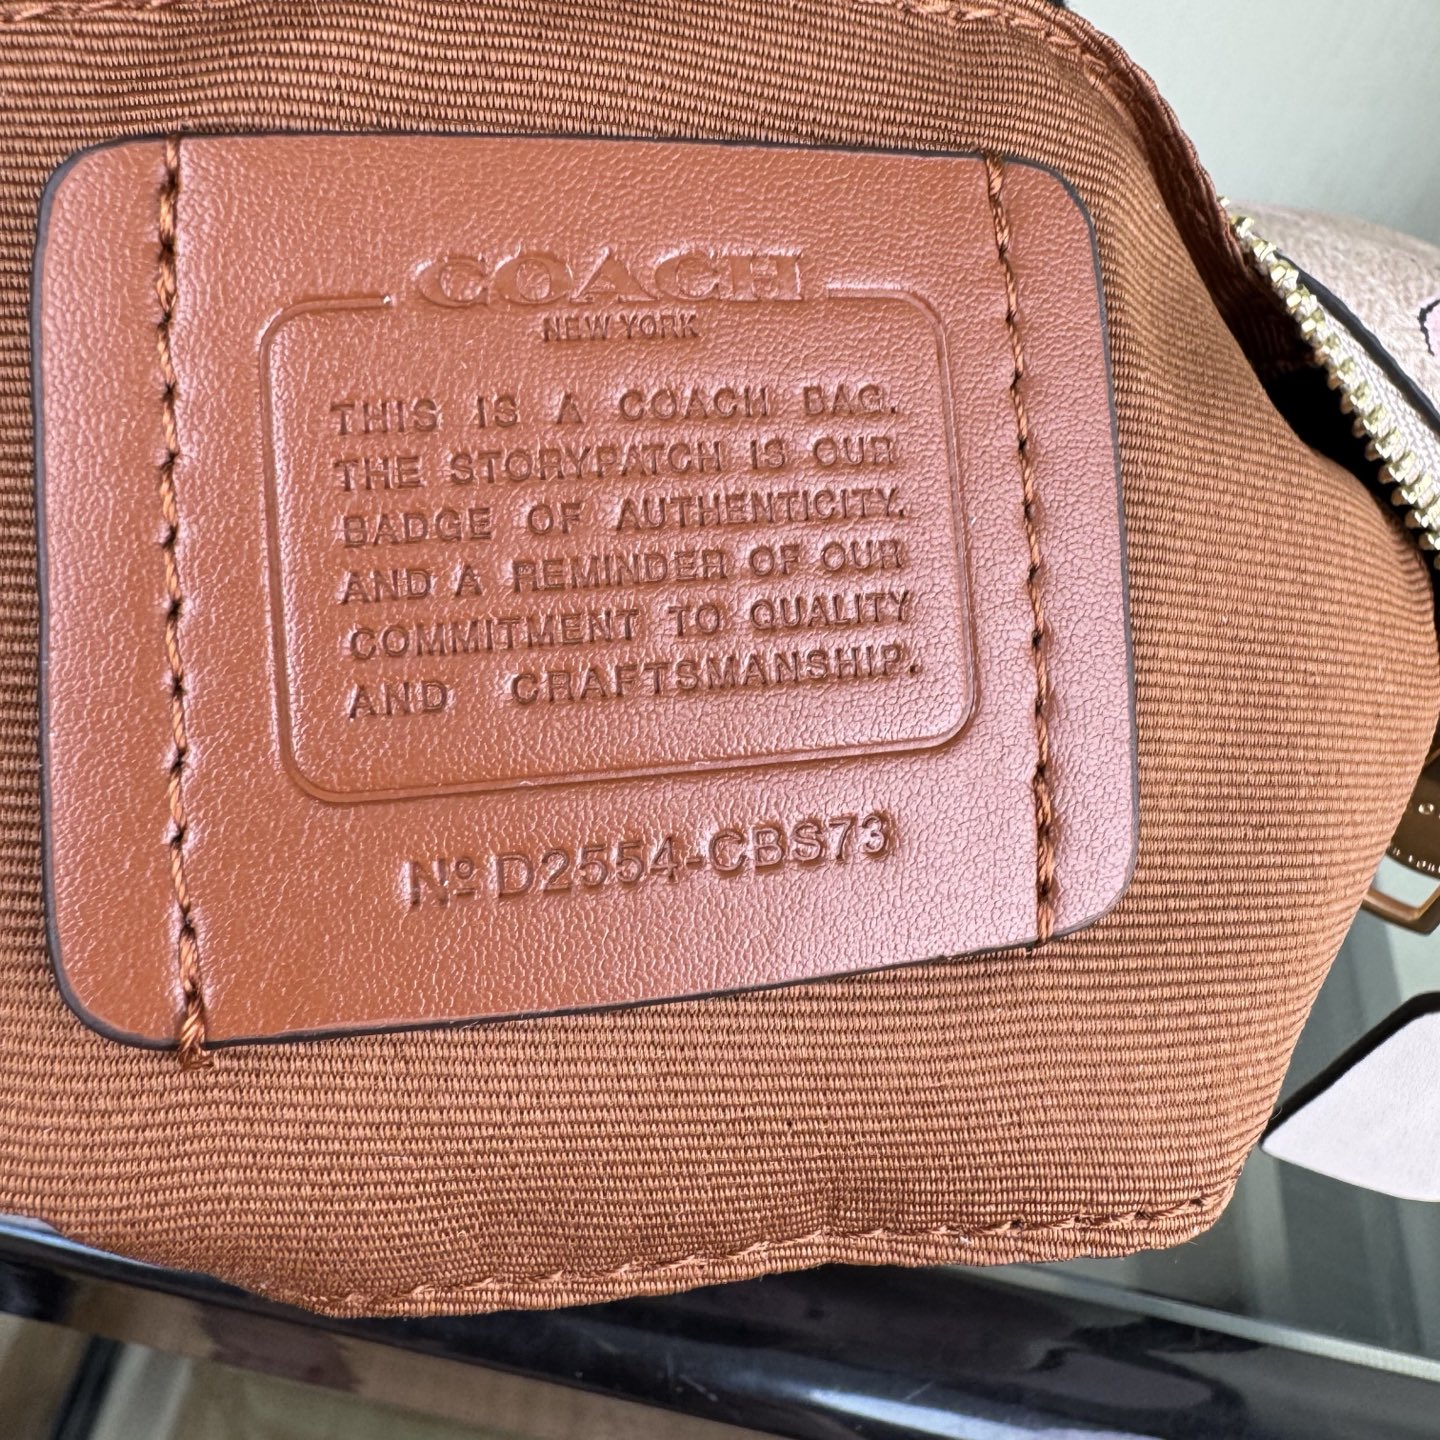 COACH
NEW YORK
THIS IS A COACH BAG.
THE STORYPATCH IS OUR
BADGE OF AUTHENTICITY.
AND A REMINDER OF OUR
COMMITMENT TO QUALITY
AND CRAFTSMANSHIP.
Nº D2554-CBS73